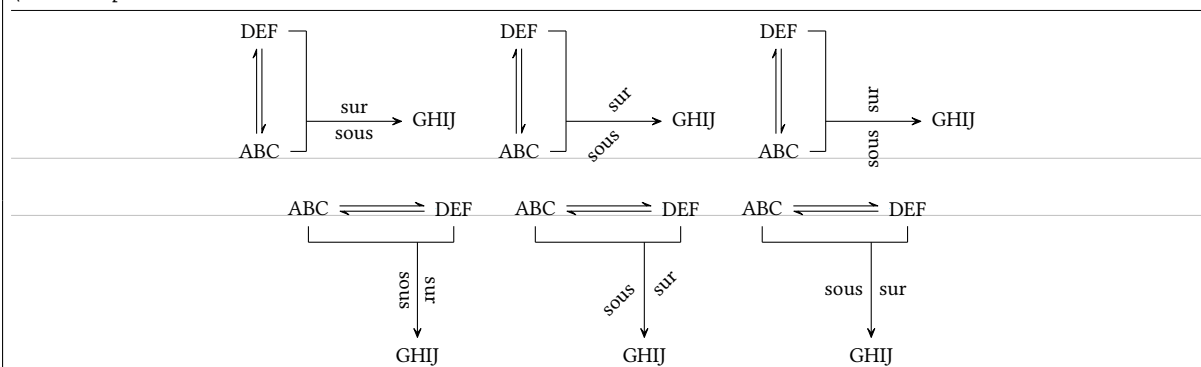 DEF DEF DEF
sur sur sur
GHIJ GHIJ GHIJ
sous sous sous
ABC ABC ABC
ABC DEF ABC DEF ABC DEF
sous sur sous sur sous sur
GHIJ GHIJ GHIJ